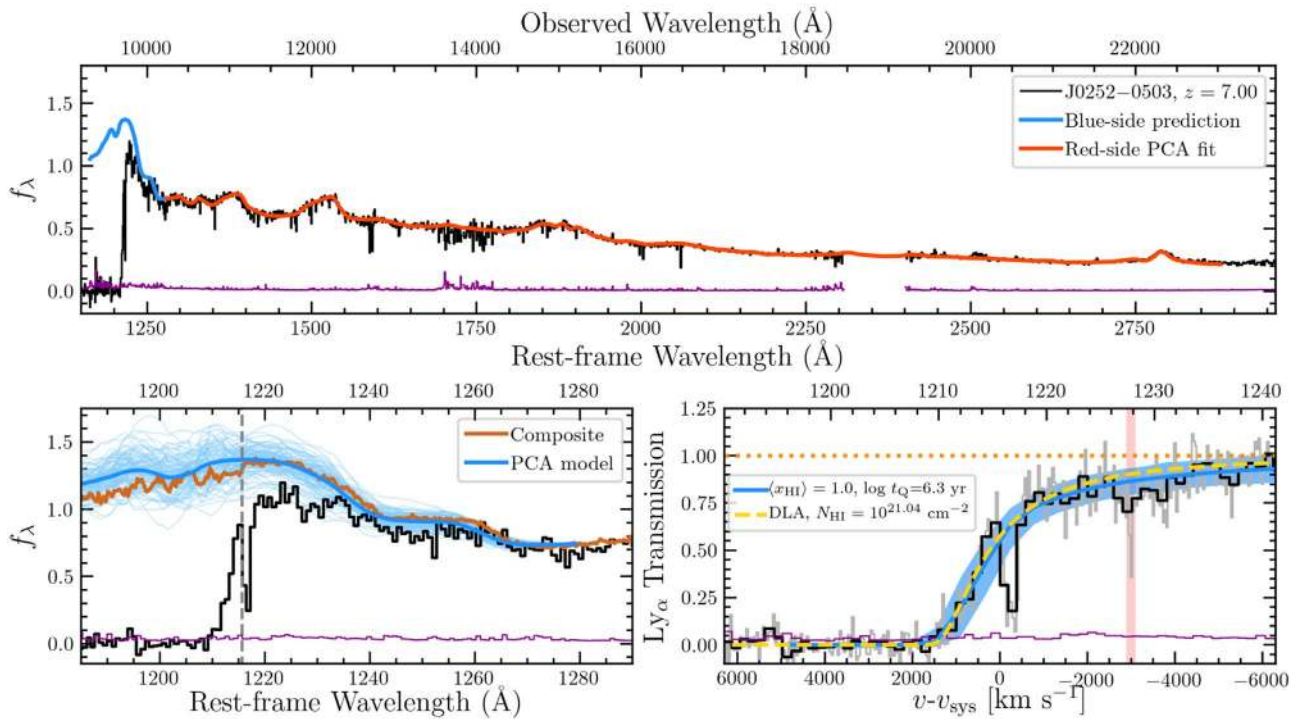 Observed Wavelength (Å)
10000 12000 14000 16000 18000 20000 22000
J0252−0503, z = 7.00
Blue-side prediction
Red-side PCA fit
fλ
1.5
1.0
0.5
0.0
1250 1500 1750 2000 2250 2500 2750
Rest-frame Wavelength (Å)
1200 1220 1240 1260 1280
Composite
PCA model
fλ
1.5
1.0
0.5
0.0
1200 1220 1240 1260 1280
Rest-frame Wavelength (Å)
1200 1212 1220 1230 1240
Lyα Transmission
1.25
1.00
0.75
0.50
0.25
0.00
⟨xHI⟩ = 1.0, log tQ=6.3 yr
DLA, NHI = 10^21.04 cm−2
6000 4000 2000 0 −2000 −4000 −6000
v-vsys [km s−1]